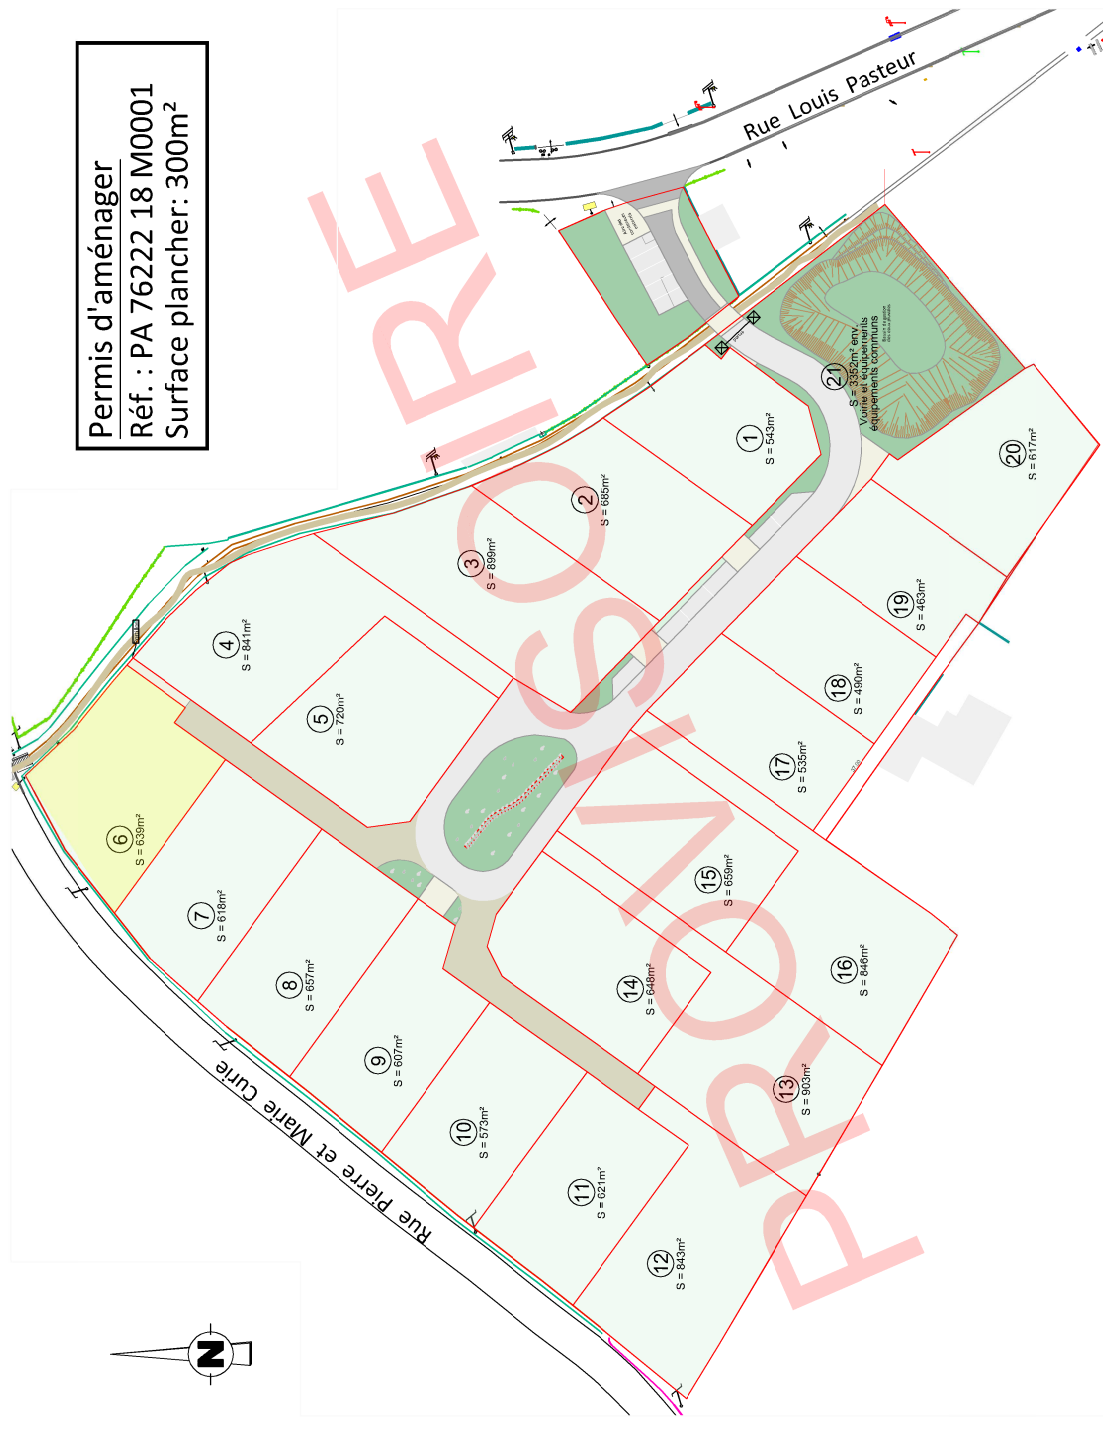 Permis d'aménager
Réf. : PA 76222 18 M0001
Surface plancher: 300m²
Rue Louis Pasteur
Rue Pierre et Marie Curie
PROVISOIRE
1
S = 543m²
2
S = 685m²
3
S = 899m²
4
S = 841m²
5
S = 720m²
6
S = 639m²
7
S = 618m²
8
S = 657m²
9
S = 607m²
10
S = 573m²
11
S = 621m²
12
S = 843m²
13
S = 903m²
14
S = 648m²
15
S = 659m²
16
S = 846m²
17
S = 535m²
18
S = 490m²
19
S = 463m²
20
S = 617m²
21
S = 3352m² env.
Voirie et équipements
équipements communs
N